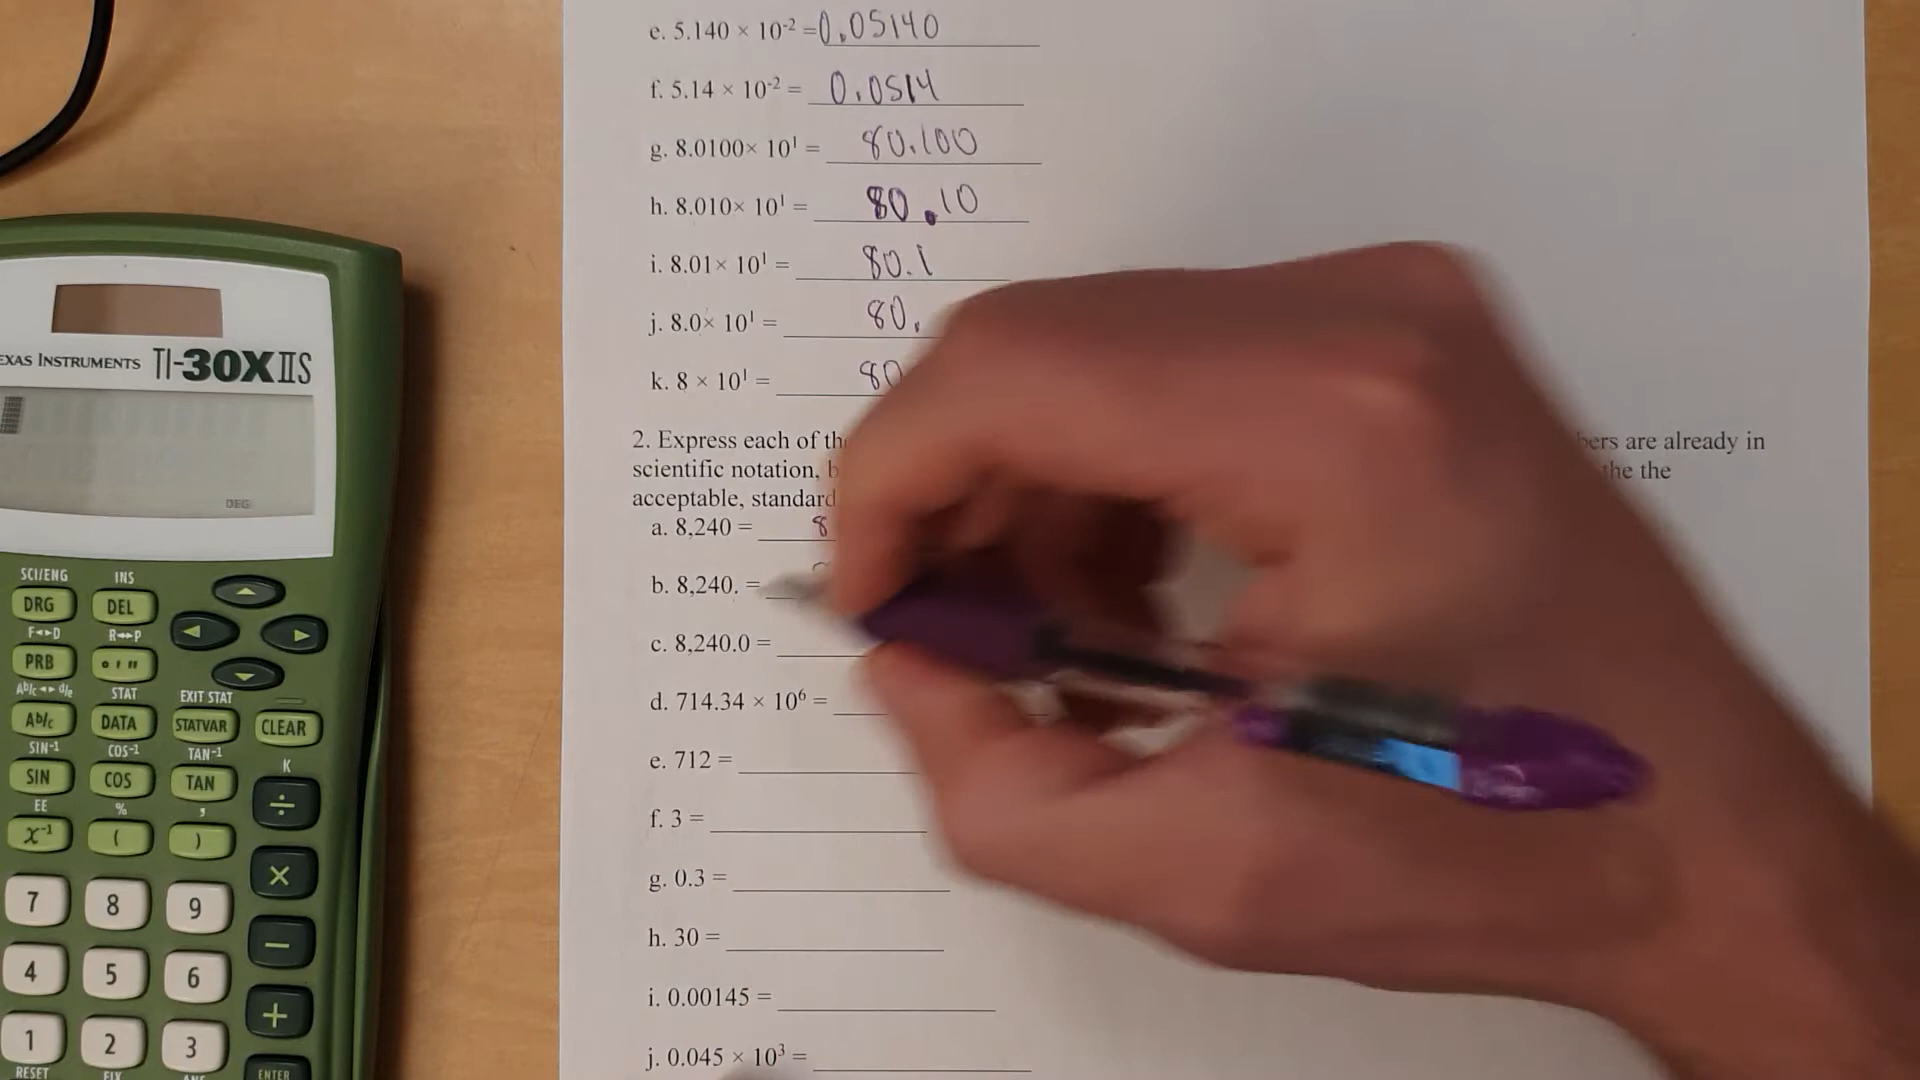 e. 5.140 × 10⁻² = 0.05140
f. 5.14 × 10⁻² = 0.0514
g. 8.0100× 10¹ = 80.100
h. 8.010× 10¹ = 80.10
i. 8.01× 10¹ = 80.1
j. 8.0× 10¹ = 80.
k. 8 × 10¹ = 80
2. Express each of are already in
scientific notation, the the
acceptable, standard
a. 8,240 = 8
b. 8,240. =
c. 8,240.0 =
d. 714.34 × 10⁶ =
e. 712 =
f. 3 =
g. 0.3 =
h. 30 =
i. 0.00145 =
j. 0.045 × 10³ =
INSTRUMENTS TI-30XIIS
DEG
SCI/ENG INS
DRG DEL
F◄►D R◄►P
PRB ° ' "
Ab/c ◄► d/e STAT EXIT STAT
Ab/c DATA STATVAR CLEAR
SIN⁻¹ COS⁻¹ TAN⁻¹ K
SIN COS TAN ÷
EE % ,
x⁻¹ ( )
×
7 8 9
−
4 5 6
+
1 2 3
RESET FIX ENTER